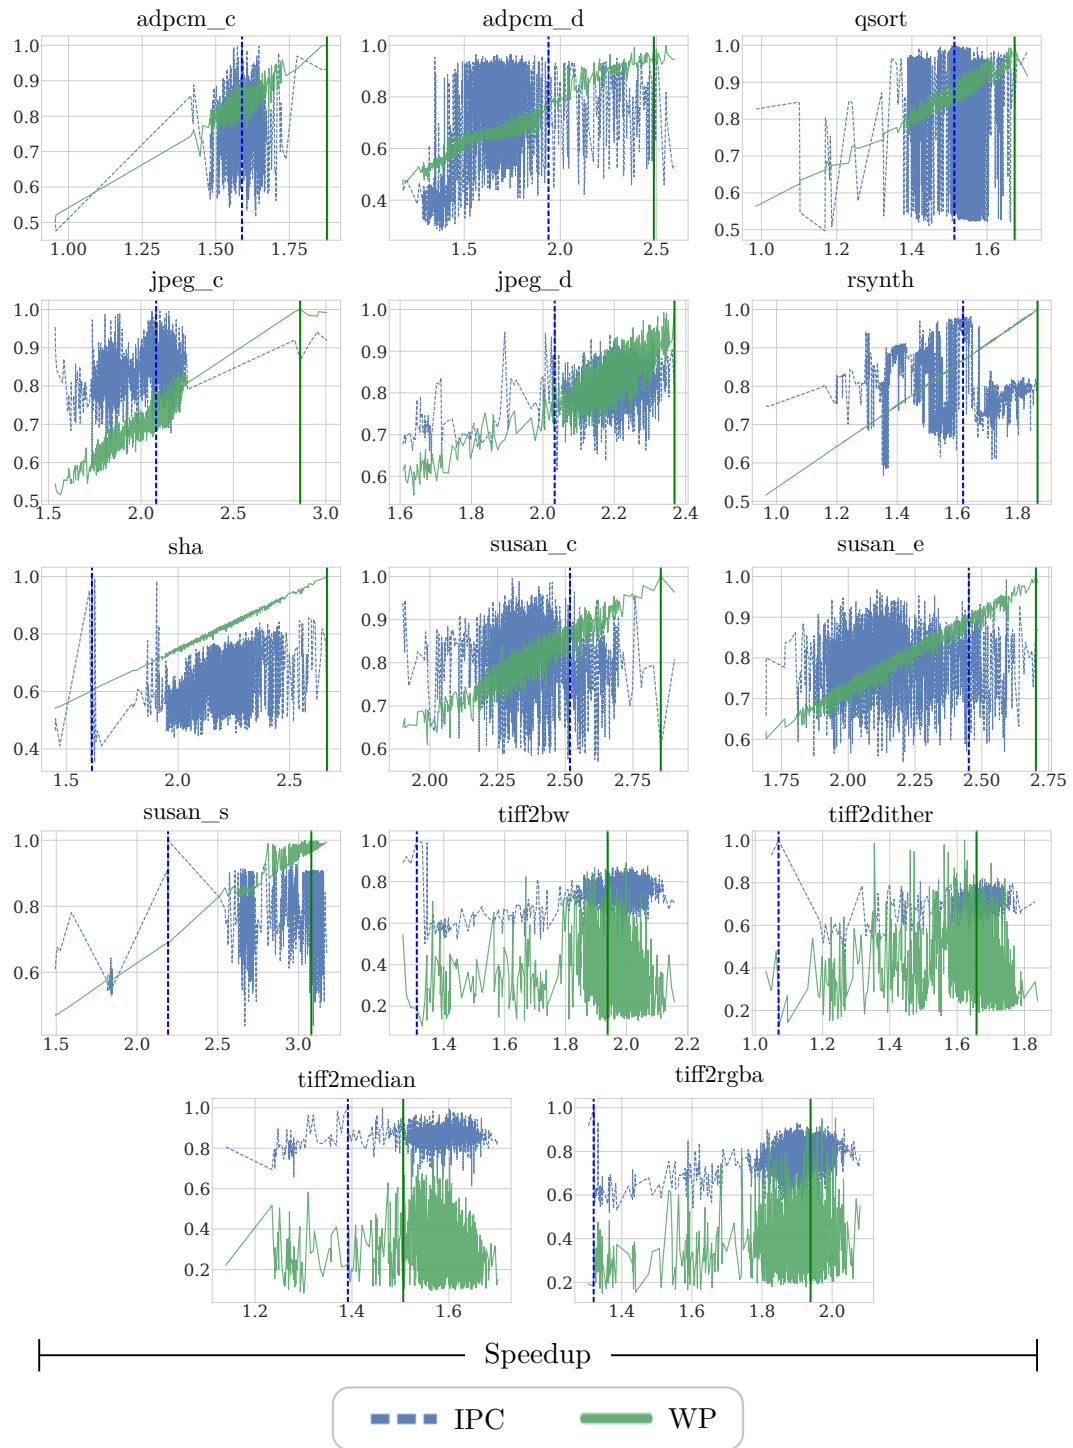 adpcm_c adpcm_d qsort
1.0 1.0 1.0
0.9 0.9
0.8 0.8 0.8
0.7 0.6 0.7
0.6 0.4 0.6
0.5 0.5
1.00 1.25 1.50 1.75 1.5 2.0 2.5 1.0 1.2 1.4 1.6
jpeg_c jpeg_d rsynth
1.0 1.0 1.0
0.9 0.9 0.9
0.8 0.8 0.8
0.7 0.7 0.7
0.6 0.6 0.6
0.5 0.5
1.5 2.0 2.5 3.0 1.6 1.8 2.0 2.2 2.4 1.0 1.2 1.4 1.6 1.8
sha susan_c susan_e
1.0 1.0 1.0
0.9 0.9
0.8 0.8 0.8
0.6 0.7 0.7
0.4 0.6 0.6
1.5 2.0 2.5 2.00 2.25 2.50 2.75 1.75 2.00 2.25 2.50 2.75
susan_s tiff2bw tiff2dither
1.0 1.0 1.0
0.8 0.8 0.8
0.6 0.6 0.6
0.4 0.4
0.2 0.2
1.5 2.0 2.5 3.0 1.4 1.6 1.8 2.0 2.2 1.0 1.2 1.4 1.6 1.8
tiff2median tiff2rgba
1.0 1.0
0.8 0.8
0.6 0.6
0.4 0.4
0.2 0.2
1.2 1.4 1.6 1.4 1.6 1.8 2.0
Speedup
IPC WP